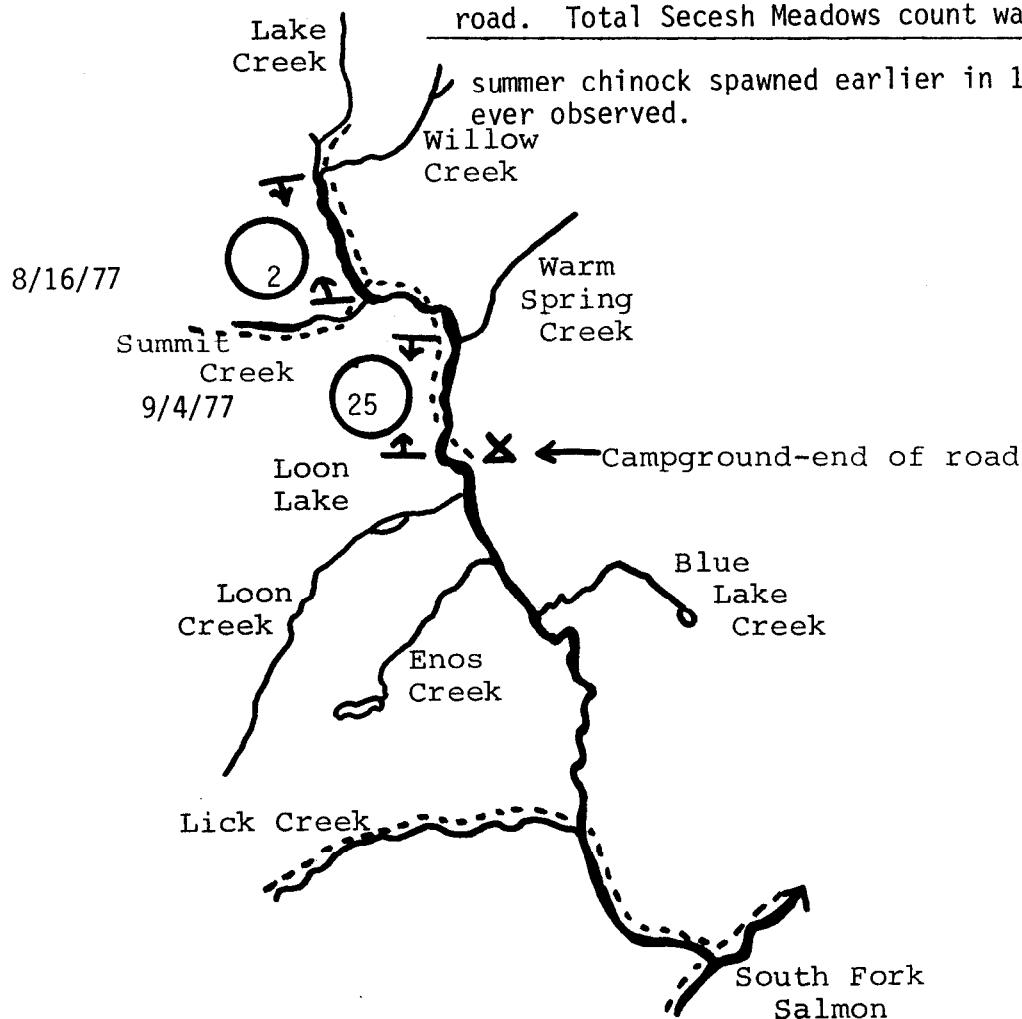 road. Total Secesh Meadows count wa
summer chinock spawned earlier in 1
ever observed.
Lake
Creek
Willow
Creek
8/16/77
2
Warm
Spring
Creek
Summit
Creek
9/4/77
25
Campground-end of road
Loon
Lake
Blue
Lake
Creek
Loon
Creek
Enos
Creek
Lick Creek
South Fork
Salmon